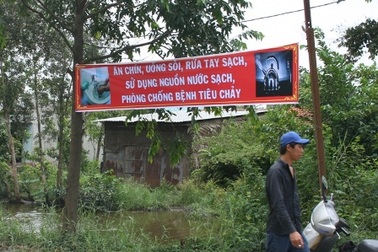 ĂN CHÍN, UỐNG SÔI, RỬA TAY SẠCH,
SỬ DỤNG NGUỒN NƯỚC SẠCH,
PHÒNG CHỐNG BỆNH TIÊU CHẢY